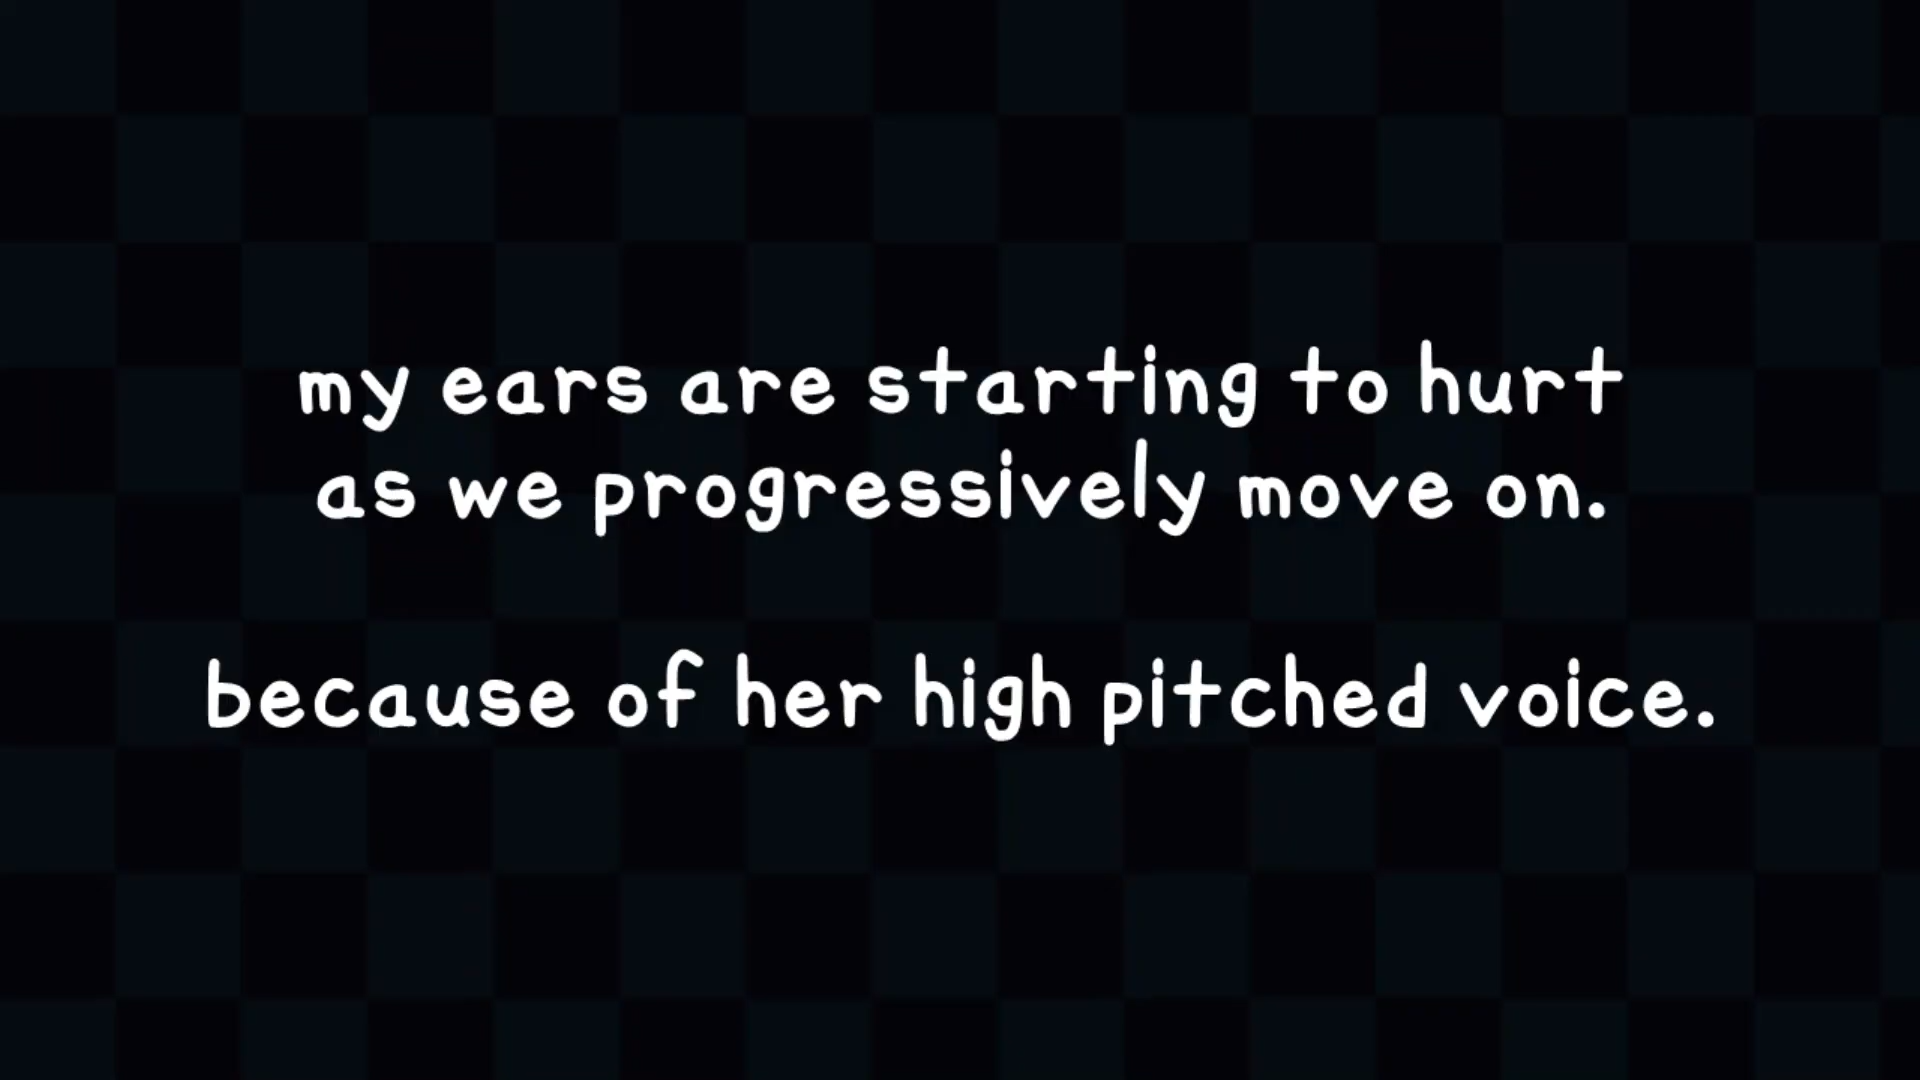 my ears are starting to hurt
as we progressively move on.
because of her high pitched voice.